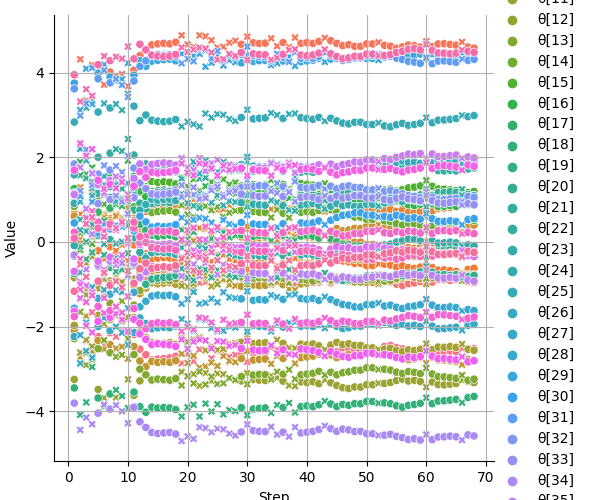 θ[11]
θ[12]
θ[13]
θ[14]
θ[15]
θ[16]
θ[17]
θ[18]
θ[19]
θ[20]
θ[21]
θ[22]
θ[23]
θ[24]
θ[25]
θ[26]
θ[27]
θ[28]
θ[29]
θ[30]
θ[31]
θ[32]
θ[33]
θ[34]
θ[35]
4
2
0
−2
−4
Value
0 10 20 30 40 50 60 70
Step